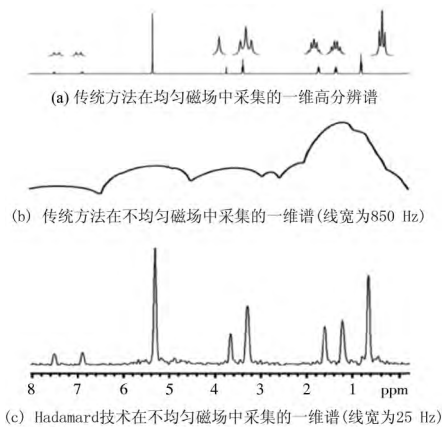 (a) 传统方法在均匀磁场中采集的一维高分辨谱
(b) 传统方法在不均匀磁场中采集的一维谱(线宽为850 Hz)
8 7 6 5 4 3 2 1 ppm
(c) Hadamard技术在不均匀磁场中采集的一维谱(线宽为25 Hz)